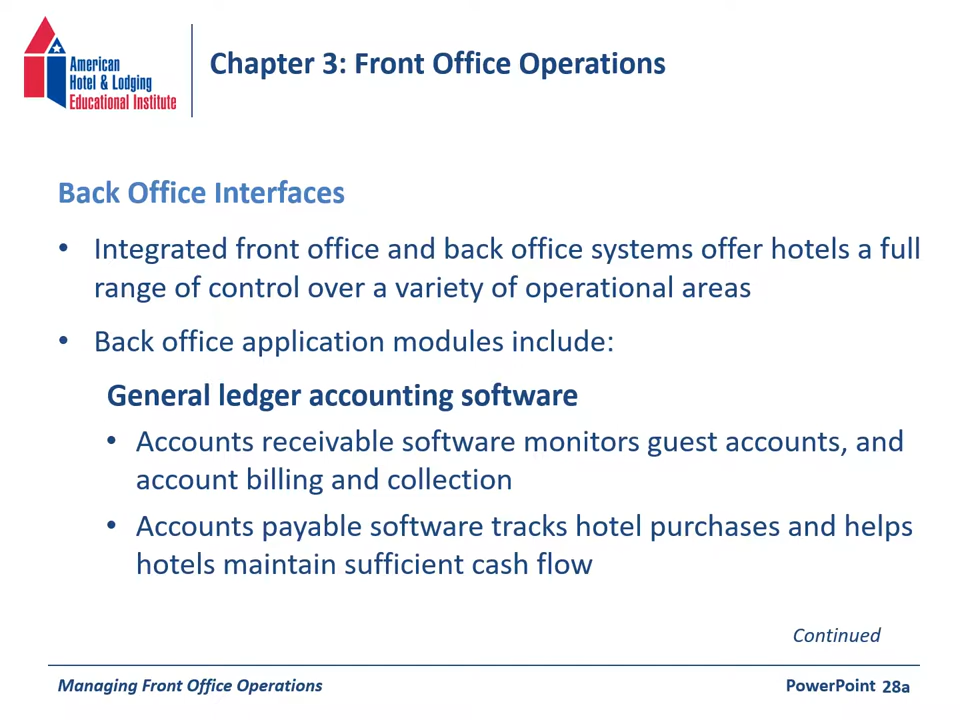 American
Hotel & Lodging
Educational Institute
Chapter 3: Front Office Operations
Back Office Interfaces
• Integrated front office and back office systems offer hotels a full
range of control over a variety of operational areas
• Back office application modules include:
General ledger accounting software
• Accounts receivable software monitors guest accounts, and
account billing and collection
• Accounts payable software tracks hotel purchases and helps
hotels maintain sufficient cash flow
Continued
Managing Front Office Operations
PowerPoint 28a